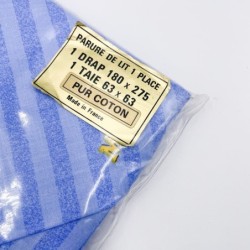 PARURE DE LIT 1 PLACE
1 DRAP 180 x 275
1 TAIE 63 x 63
PUR COTON
Made in France